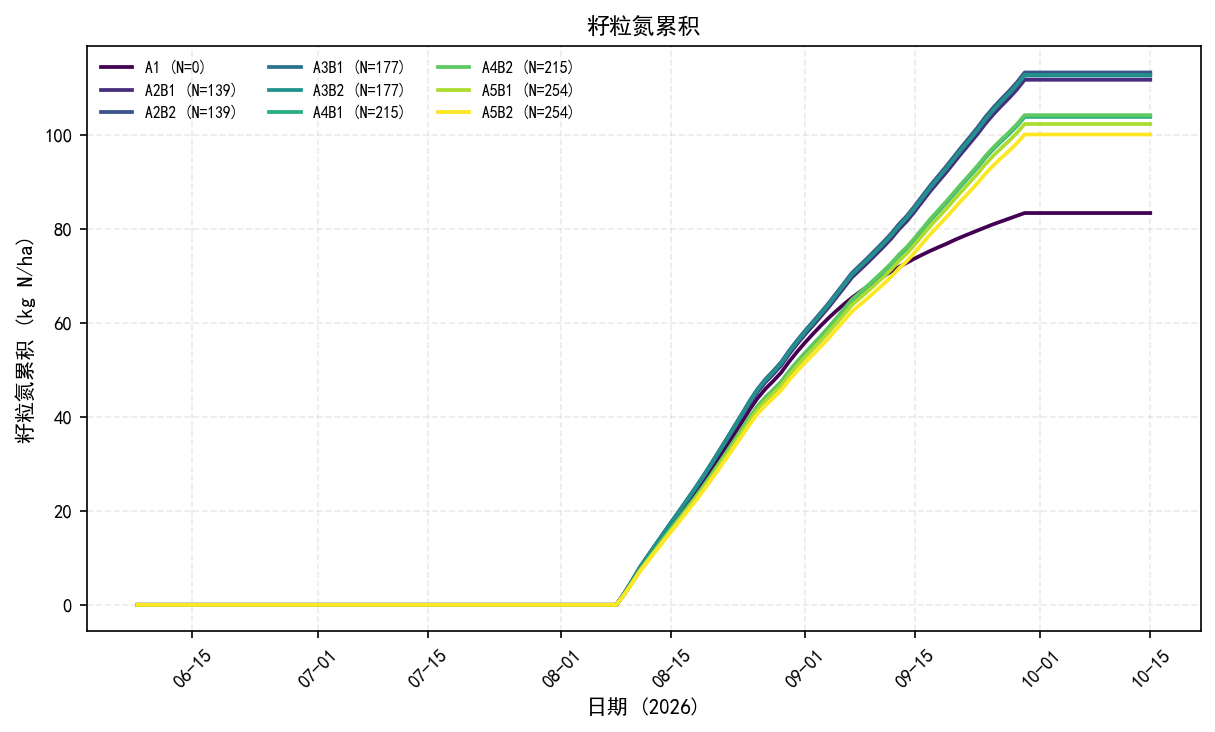 籽粒氮累积
A1 (N=0)
A2B1 (N=139)
A2B2 (N=139)
A3B1 (N=177)
A3B2 (N=177)
A4B1 (N=215)
A4B2 (N=215)
A5B1 (N=254)
A5B2 (N=254)
籽粒氮累积 (kg N/ha)
100
80
60
40
20
0
06-15
07-01
07-15
08-01
08-15
09-01
09-15
10-01
10-15
日期 (2026)